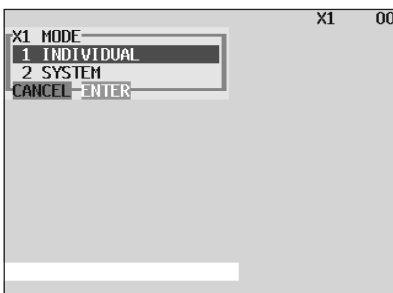 X1 00
X1 MODE
1 INDIVIDUAL
2 SYSTEM
CANCEL ENTER